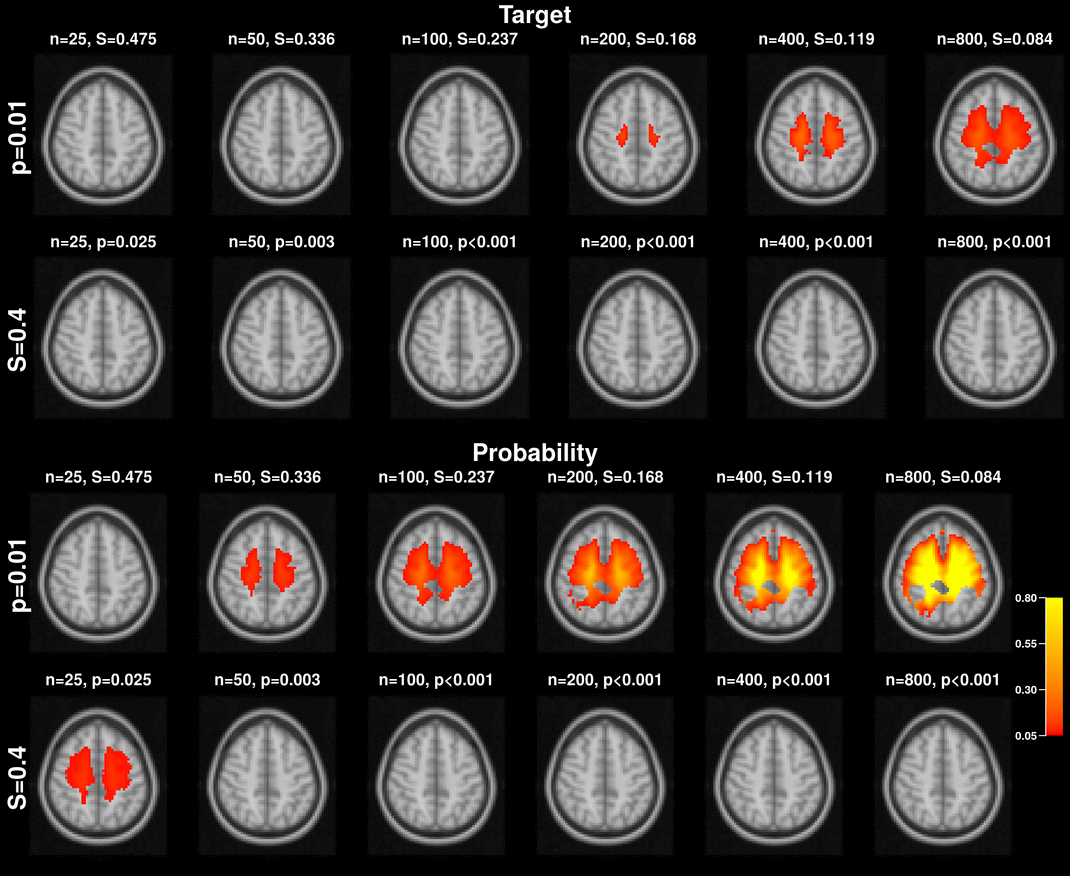 Target
n=25, S=0.475 n=50, S=0.336 n=100, S=0.237 n=200, S=0.168 n=400, S=0.119 n=800, S=0.084
p=0.01
n=25, p=0.025 n=50, p=0.003 n=100, p<0.001 n=200, p<0.001 n=400, p<0.001 n=800, p<0.001
S=0.4
Probability
n=25, S=0.475 n=50, S=0.336 n=100, S=0.237 n=200, S=0.168 n=400, S=0.119 n=800, S=0.084
p=0.01
0.80
0.55
0.30
0.05
n=25, p=0.025 n=50, p=0.003 n=100, p<0.001 n=200, p<0.001 n=400, p<0.001 n=800, p<0.001
S=0.4